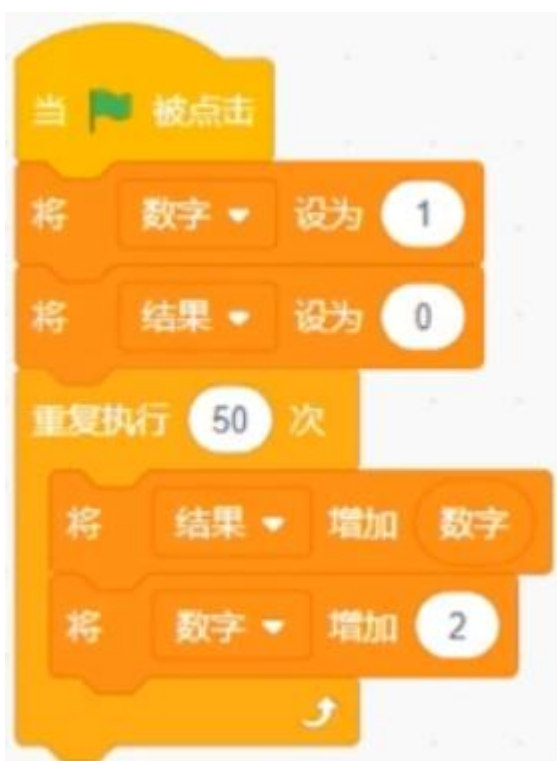 当 被点击
将 数字 设为 1
将 结果 设为 0
重复执行 50 次
将 结果 增加 数字
将 数字 增加 2